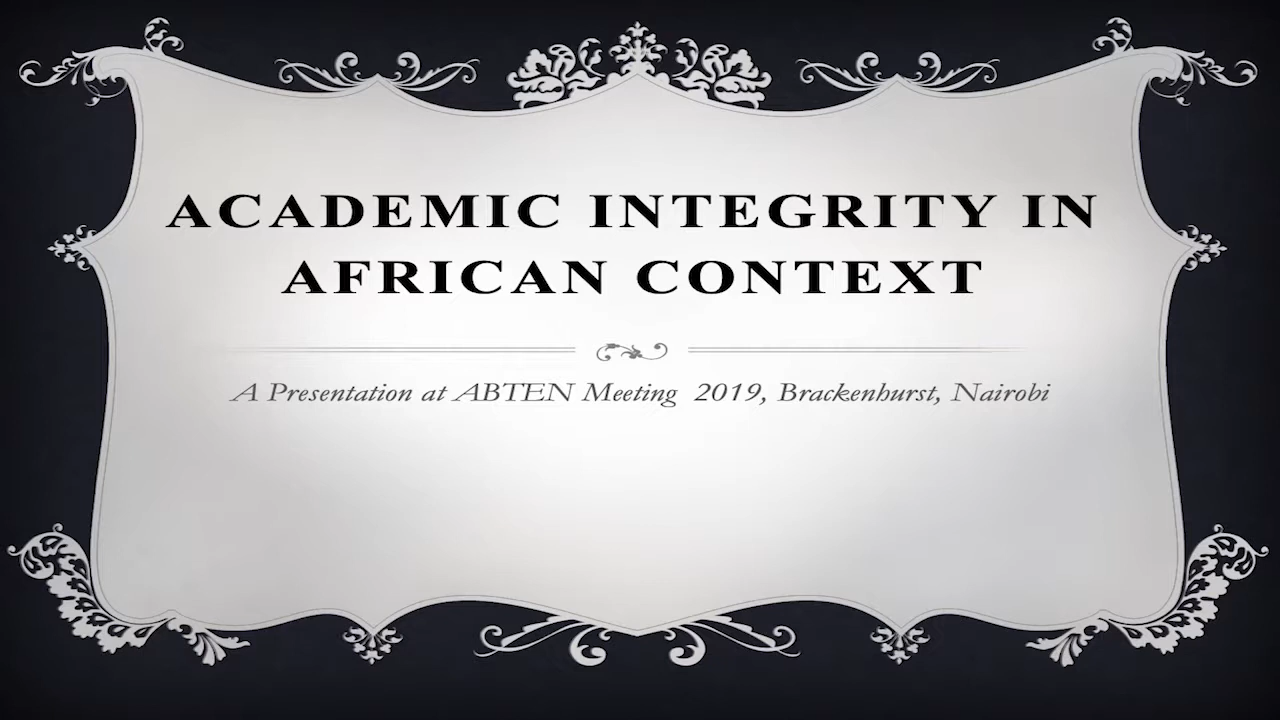 ACADEMIC INTEGRITY IN
AFRICAN CONTEXT
A Presentation at ABTEN Meeting 2019, Brackenhurst, Nairobi